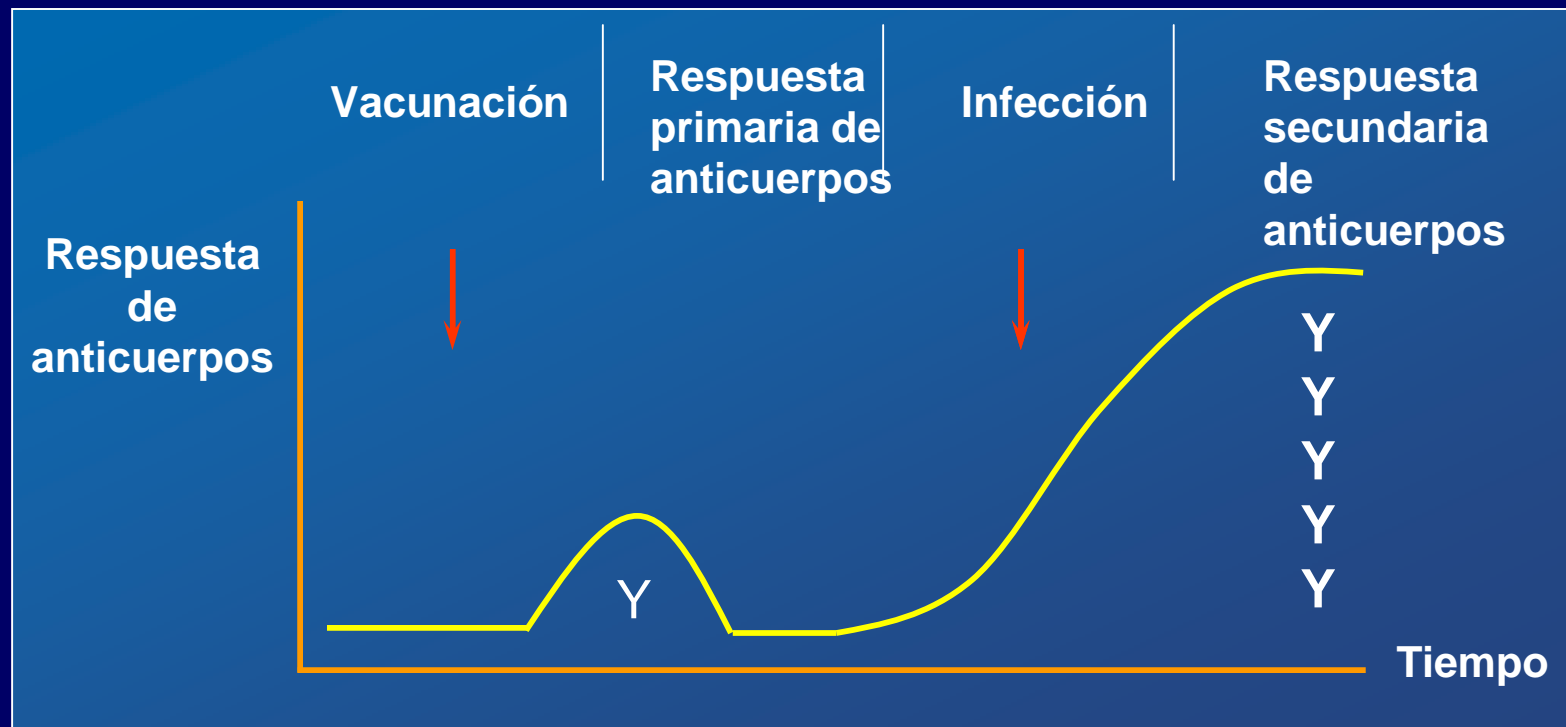 Vacunación
Respuesta
primaria de
anticuerpos
Infección
Respuesta
secundaria
de
anticuerpos
Respuesta
de
anticuerpos
Y
Y
Y
Y
Y
Y
Tiempo